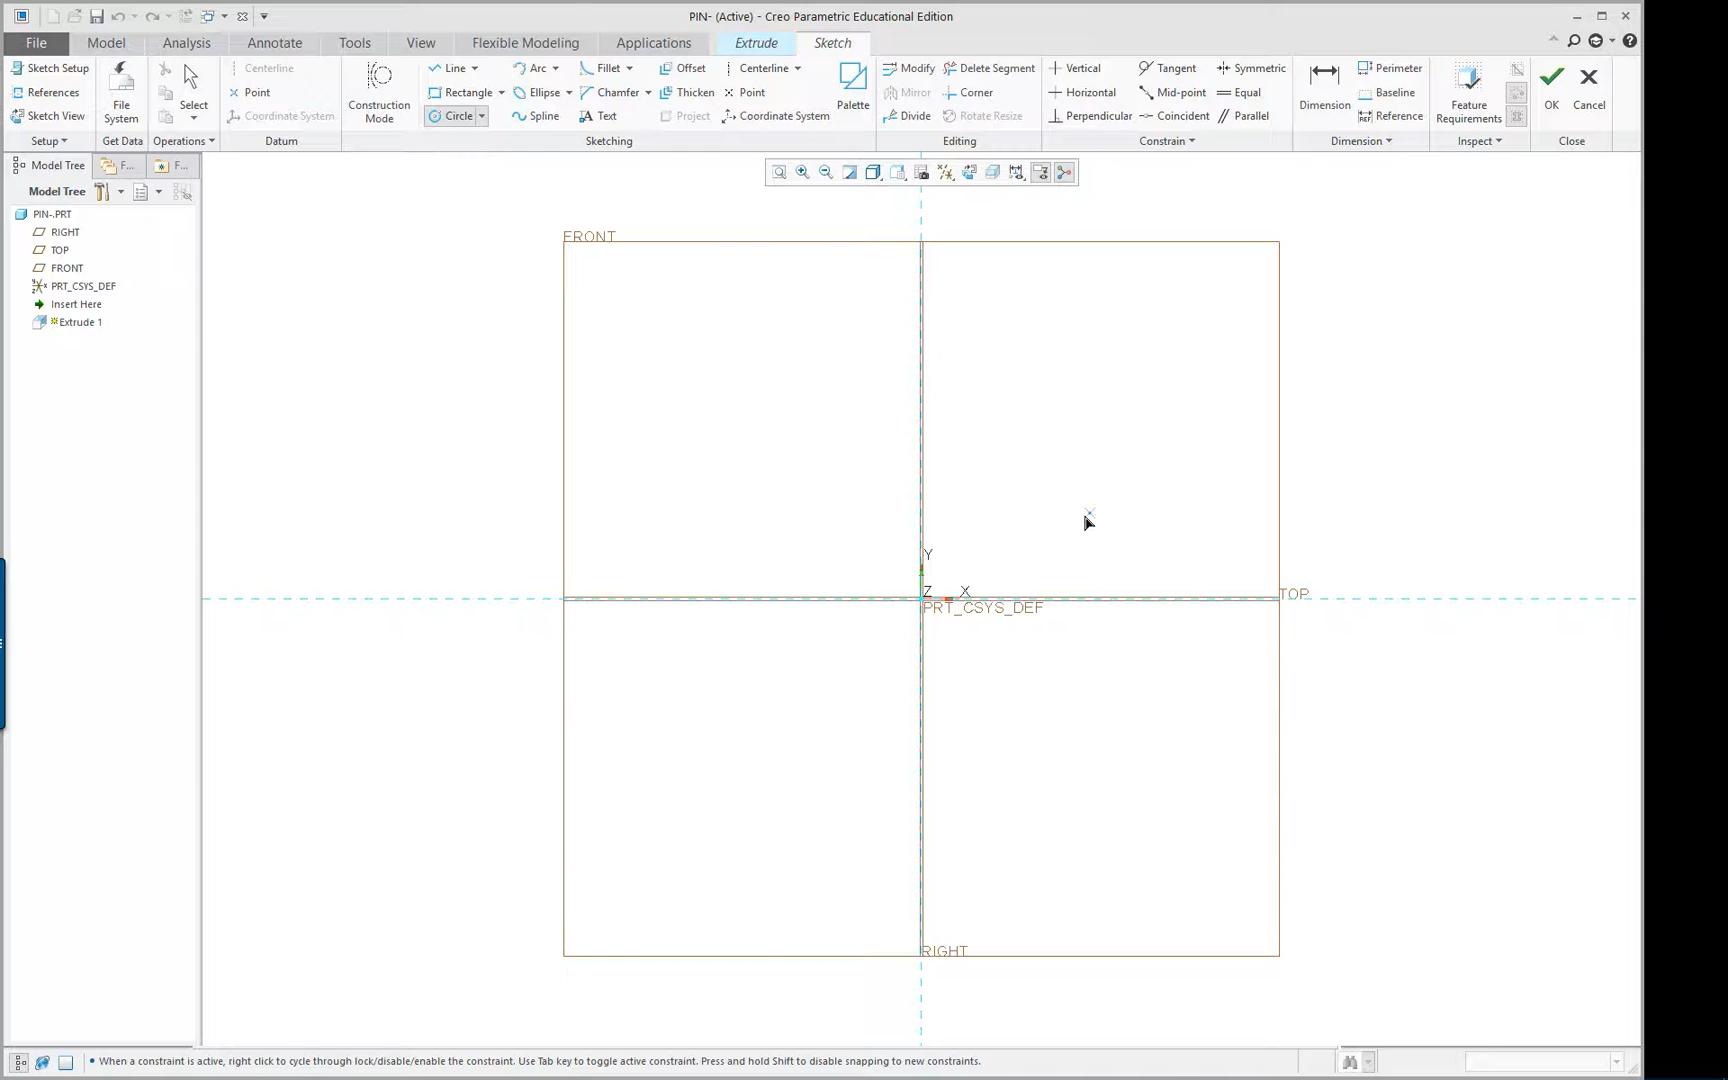 PIN- (Active) - Creo Parametric Educational Edition
File Model Analysis Annotate Tools View Flexible Modeling Applications Extrude Sketch
Sketch Setup Centerline Line Arc Fillet Offset Centerline Modify Delete Segment Vertical Tangent Symmetric Perimeter
References Point Rectangle Ellipse Chamfer Thicken Point Mirror Corner Horizontal Mid-point Equal Baseline
Sketch View File System Select Coordinate System Construction Mode Circle Spline Text Project Coordinate System Palette Divide Rotate Resize Perpendicular Coincident Parallel Dimension Reference Feature Requirements OK Cancel
Setup Get Data Operations Datum Sketching Editing Constrain Dimension Inspect Close
Model Tree F... F...
Model Tree
PIN-.PRT
RIGHT
TOP
FRONT
PRT_CSYS_DEF
Insert Here
Extrude 1
FRONT
Y
Z X
TOP
PRT_CSYS_DEF
RIGHT
When a constraint is active, right click to cycle through lock/disable/enable the constraint. Use Tab key to toggle active constraint. Press and hold Shift to disable snapping to new constraints.